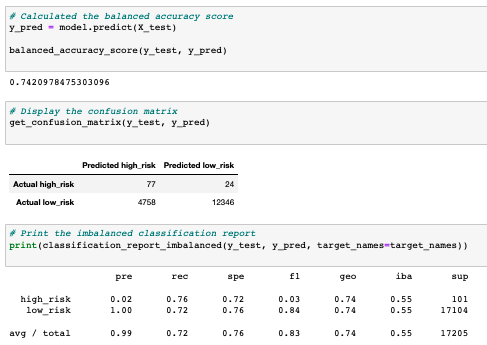 # Calculated the balanced accuracy score
y_pred = model.predict(X_test)
balanced_accuracy_score(y_test, y_pred)
0.7420978475303096
# Display the confusion matrix
get_confusion_matrix(y_test, y_pred)
Predicted high_risk Predicted low_risk
Actual high_risk 77 24
Actual low_risk 4758 12346
# Print the imbalanced classification report
print(classification_report_imbalanced(y_test, y_pred, target_names=target_names))
pre rec spe f1 geo iba sup
high_risk 0.02 0.76 0.72 0.03 0.74 0.55 101
low_risk 1.00 0.72 0.76 0.84 0.74 0.55 17104
avg / total 0.99 0.72 0.76 0.83 0.74 0.55 17205